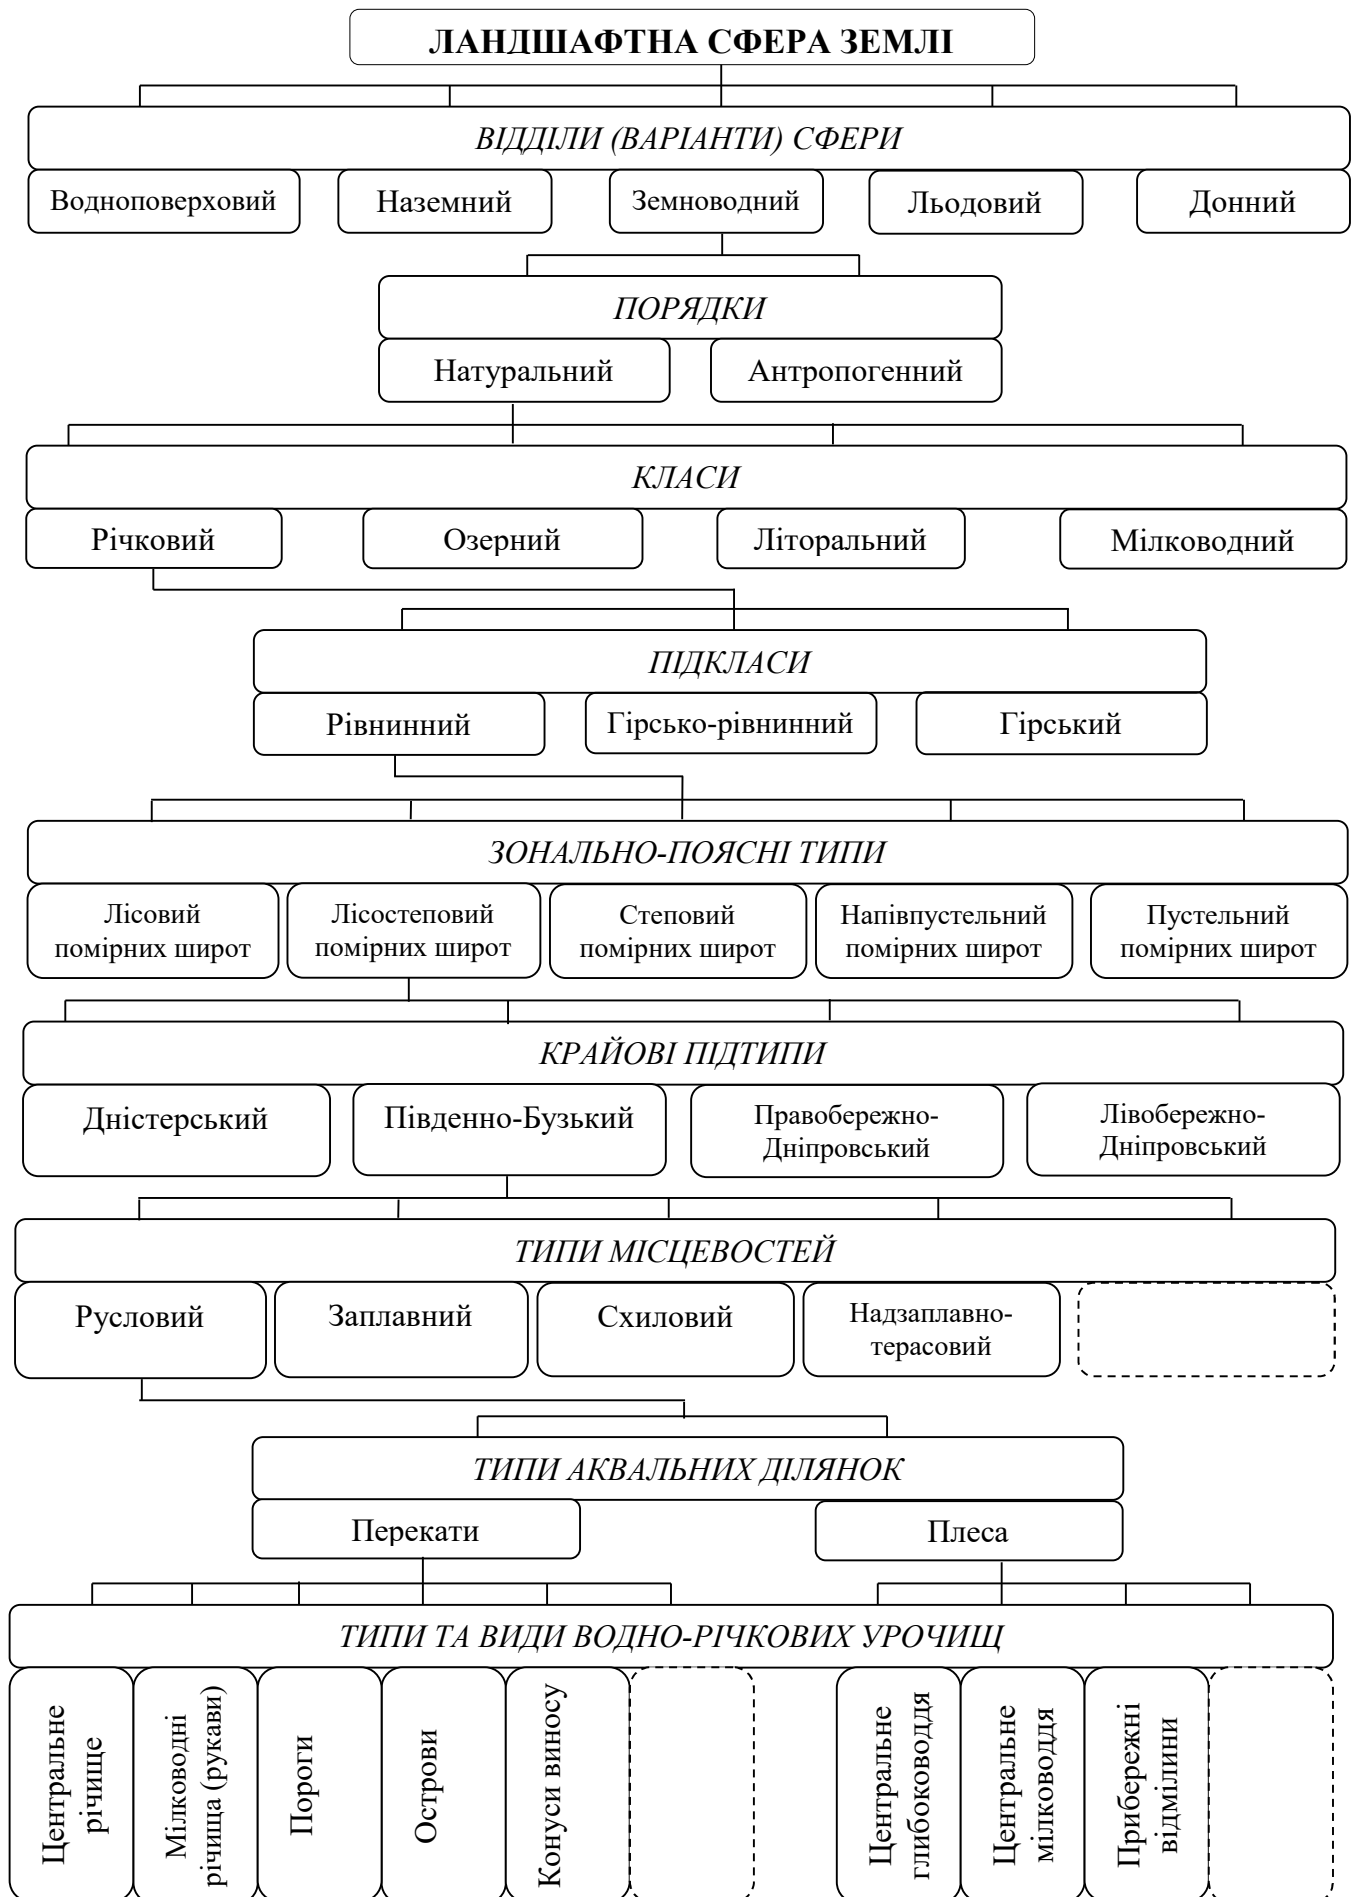 ЛАНДШАФТНА СФЕРА ЗЕМЛІ
ВІДДІЛИ (ВАРІАНТИ) СФЕРИ
Водноповерховий
Наземний
Земноводний
Льодовий
Донний
ПОРЯДКИ
Натуральний
Антропогенний
КЛАСИ
Річковий
Озерний
Літоральний
Мілководний
ПІДКЛАСИ
Рівнинний
Гірсько-рівнинний
Гірський
ЗОНАЛЬНО-ПОЯСНІ ТИПИ
Лісовий
помірних широт
Лісостеповий
помірних широт
Степовий
помірних широт
Напівпустельний
помірних широт
Пустельний
помірних широт
КРАЙОВІ ПІДТИПИ
Дністерський
Південно-Бузький
Правобережно-
Дніпровський
Лівобережно-
Дніпровський
ТИПИ МІСЦЕВОСТЕЙ
Русловий
Заплавний
Схиловий
Надзаплавно-
терасовий
ТИПИ АКВАЛЬНИХ ДІЛЯНОК
Перекати
Плеса
ТИПИ ТА ВИДИ ВОДНО-РІЧКОВИХ УРОЧИЩ
Центральне
річище
Мілководні
річища (рукави)
Пороги
Острови
Конуси виносу
Центральне
глибоководдя
Центральне
мілководдя
Прибережні
відмілини